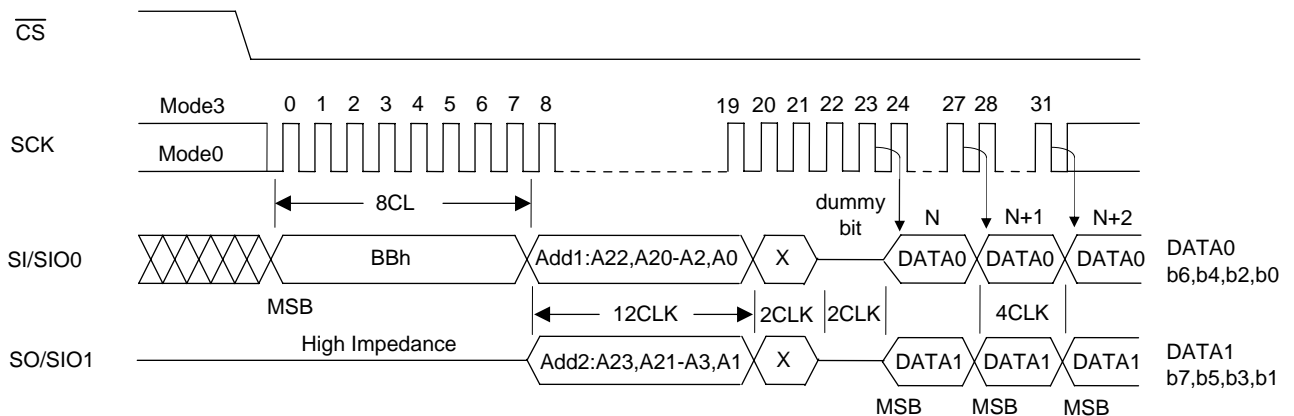 CS
Mode3 0 1 2 3 4 5 6 7 8 19 20 21 22 23 24 27 28 31
SCK
Mode0
8CL
dummy bit
N N+1 N+2
SI/SIO0 BBh Add1:A22,A20-A2,A0 X DATA0 DATA0 DATA0
DATA0
b6,b4,b2,b0
MSB
12CLK 2CLK 2CLK 4CLK
High Impedance
SO/SIO1 Add2:A23,A21-A3,A1 X DATA1 DATA1 DATA1
DATA1
b7,b5,b3,b1
MSB MSB MSB